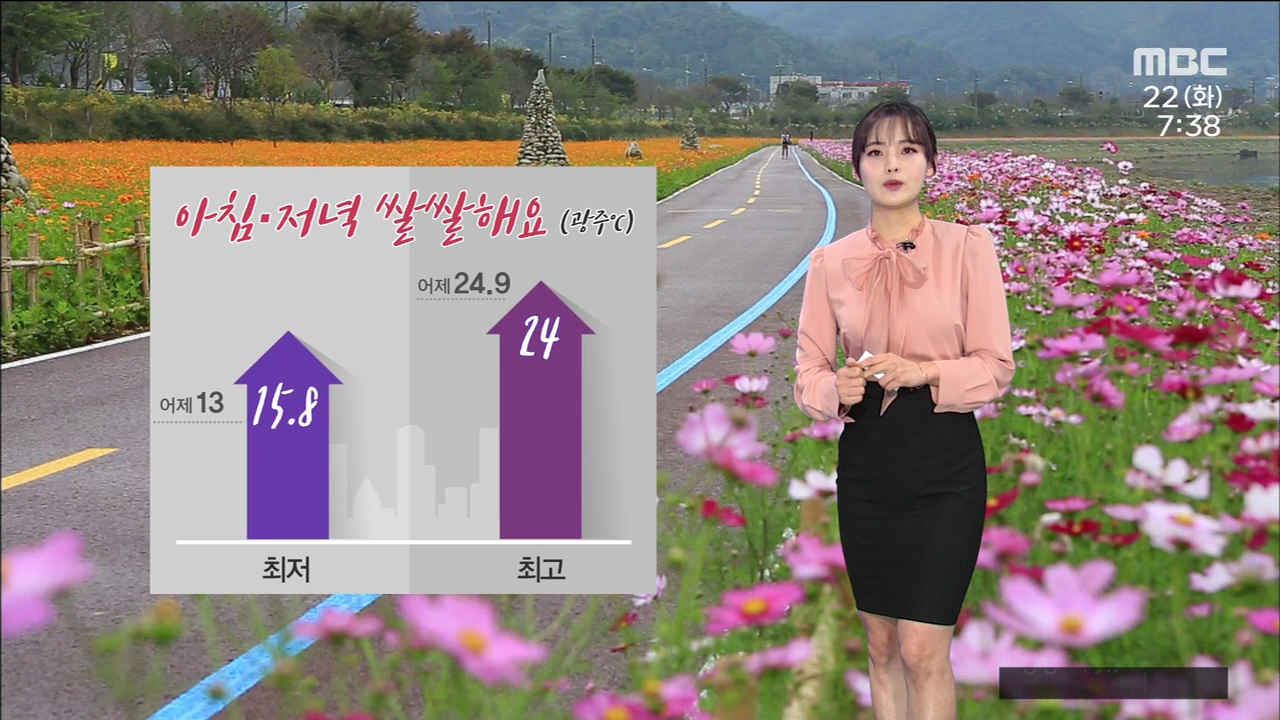 MBC
22 (화)
7:38
아침·저녁 쌀쌀해요 (광주℃)
어제 24.9
24
어제 13
15.8
최저
최고